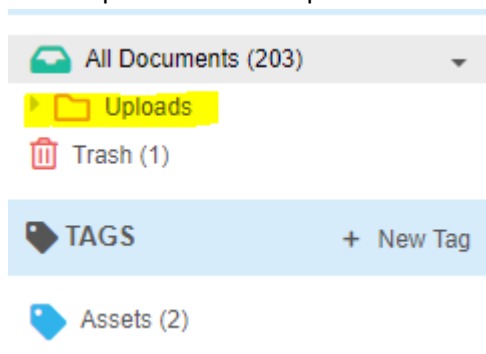 All Documents (203)
Uploads
Trash (1)
TAGS + New Tag
Assets (2)